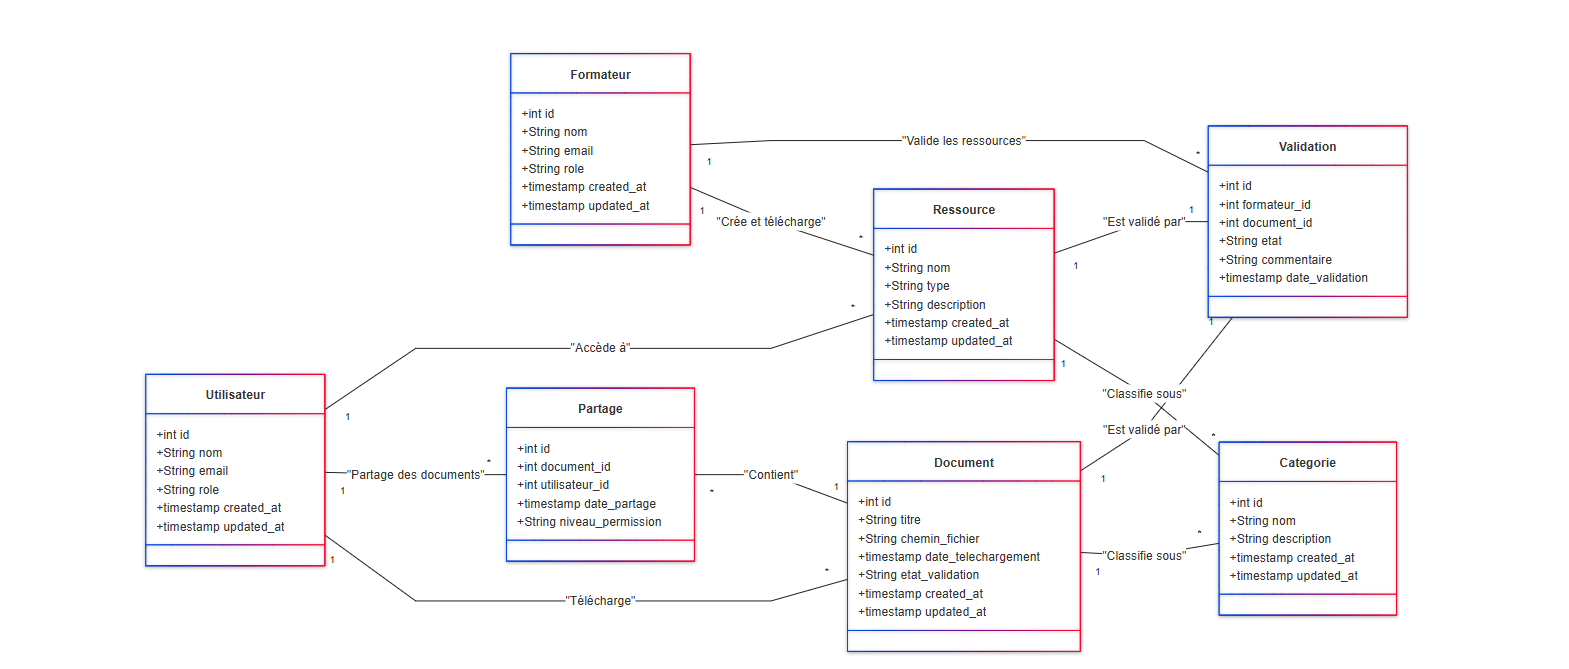 Formateur
+int id
+String nom
+String email
+String role
+timestamp created_at
+timestamp updated_at
1
1
"Valide les ressources"
*
"Crée et télécharge"
*
Validation
+int id
+int formateur_id
+int document_id
+String etat
+String commentaire
+timestamp date_validation
1
1
Ressource
+int id
+String nom
+String type
+String description
+timestamp created_at
+timestamp updated_at
"Est validé par"
1
*
1
"Accède à"
Utilisateur
+int id
+String nom
+String email
+String role
+timestamp created_at
+timestamp updated_at
1
1
1
"Partage des documents"
*
Partage
+int id
+int document_id
+int utilisateur_id
+timestamp date_partage
+String niveau_permission
*
"Contient"
1
"Classifie sous"
"Est validé par"
*
1
Document
+int id
+String titre
+String chemin_fichier
+timestamp date_telechargement
+String etat_validation
+timestamp created_at
+timestamp updated_at
"Classifie sous"
1
*
Categorie
+int id
+String nom
+String description
+timestamp created_at
+timestamp updated_at
"Télécharge"
*